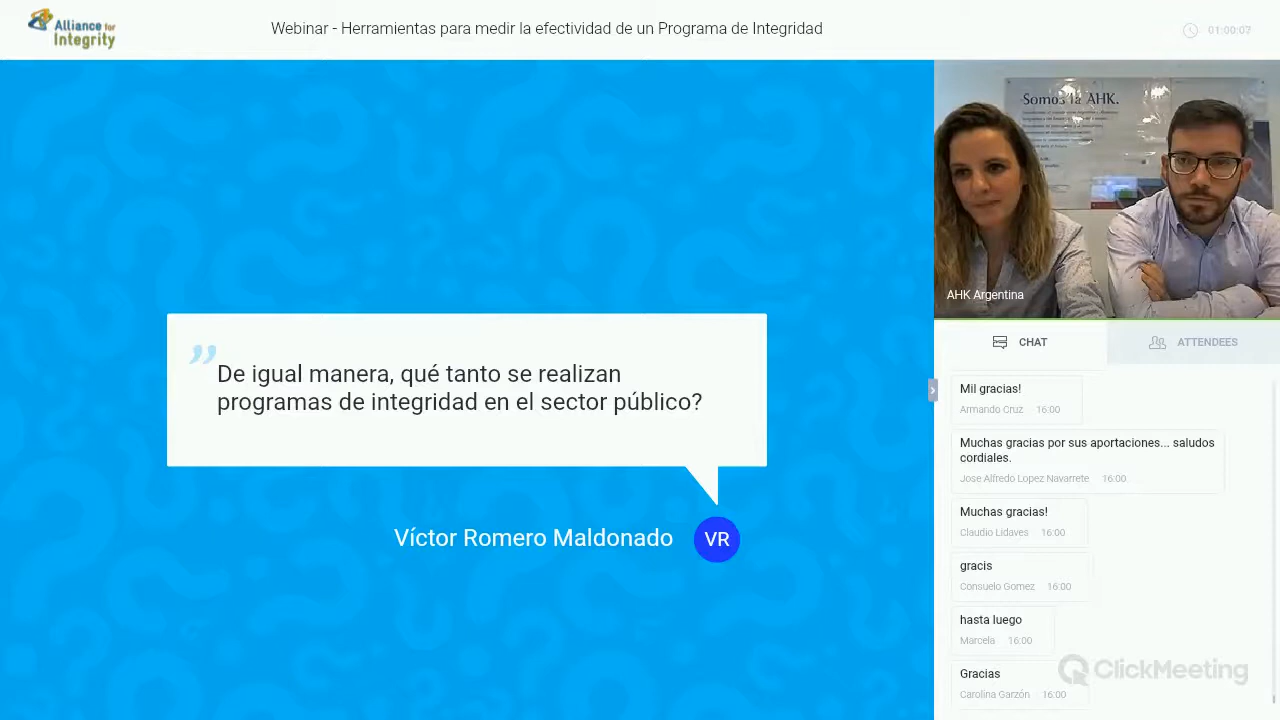 Alliance for
Integrity
Webinar - Herramientas para medir la efectividad de un Programa de Integridad
01:00:07
Somos la AHK.
AHK Argentina
”
De igual manera, qué tanto se realizan
programas de integridad en el sector público?
Víctor Romero Maldonado
VR
CHAT
ATTENDEES
Mil gracias!
Armando Cruz 16:00
Muchas gracias por sus aportaciones... saludos
cordiales.
Jose Alfredo Lopez Navarrete 16:00
Muchas gracias!
Claudio Lidaves 16:00
gracis
Consuelo Gomez 16:00
hasta luego
Marcela 16:00
Gracias
Carolina Garzón 16:00
ClickMeeting